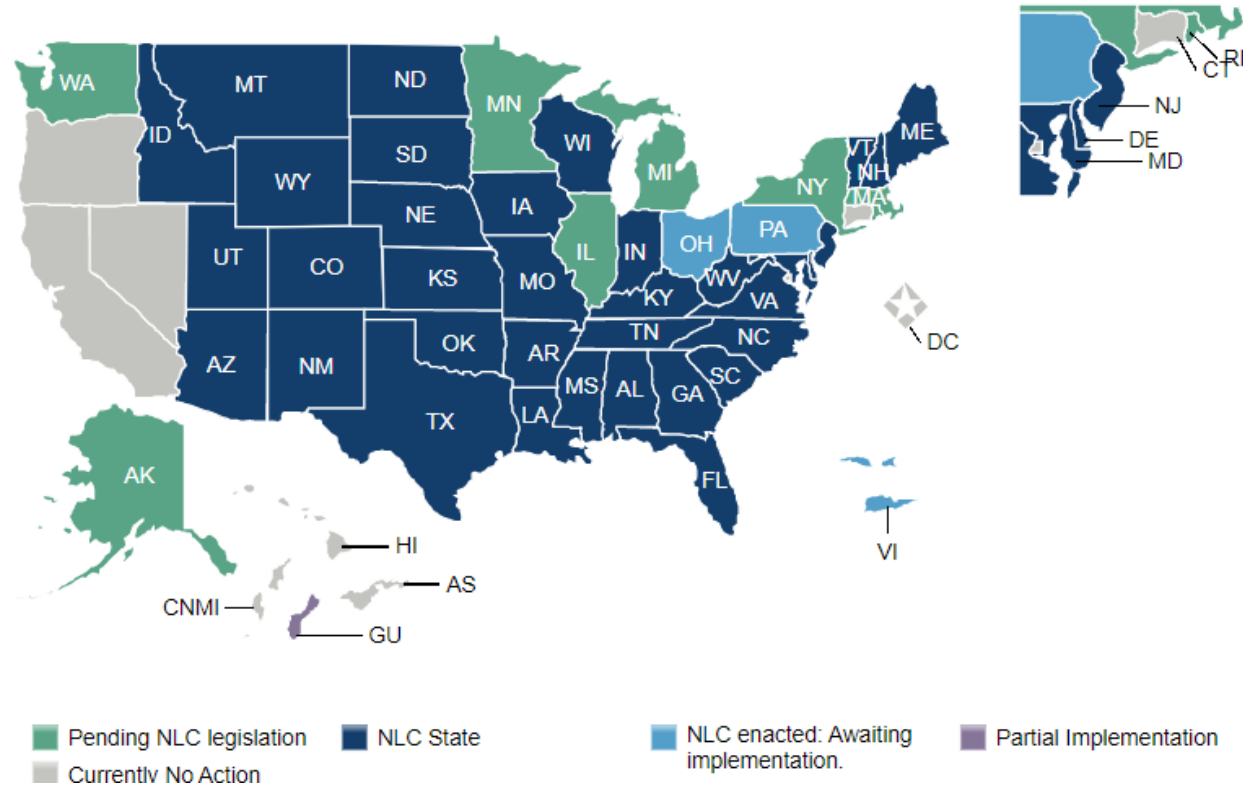 WA
MT
ND
MN
ID
SD
WI
ME
VT
NH
WY
MI
NY
MA
NE
IA
UT
CO
KS
MO
IL
IN
OH
PA
WV
KY
VA
AZ
NM
OK
AR
TN
NC
SC
TX
LA
MS
AL
GA
FL
AK
HI
AS
CNMI
GU
VI
DC
RI
CT
NJ
DE
MD
Pending NLC legislation
NLC State
NLC enacted: Awaiting
implementation.
Partial Implementation
Currently No Action